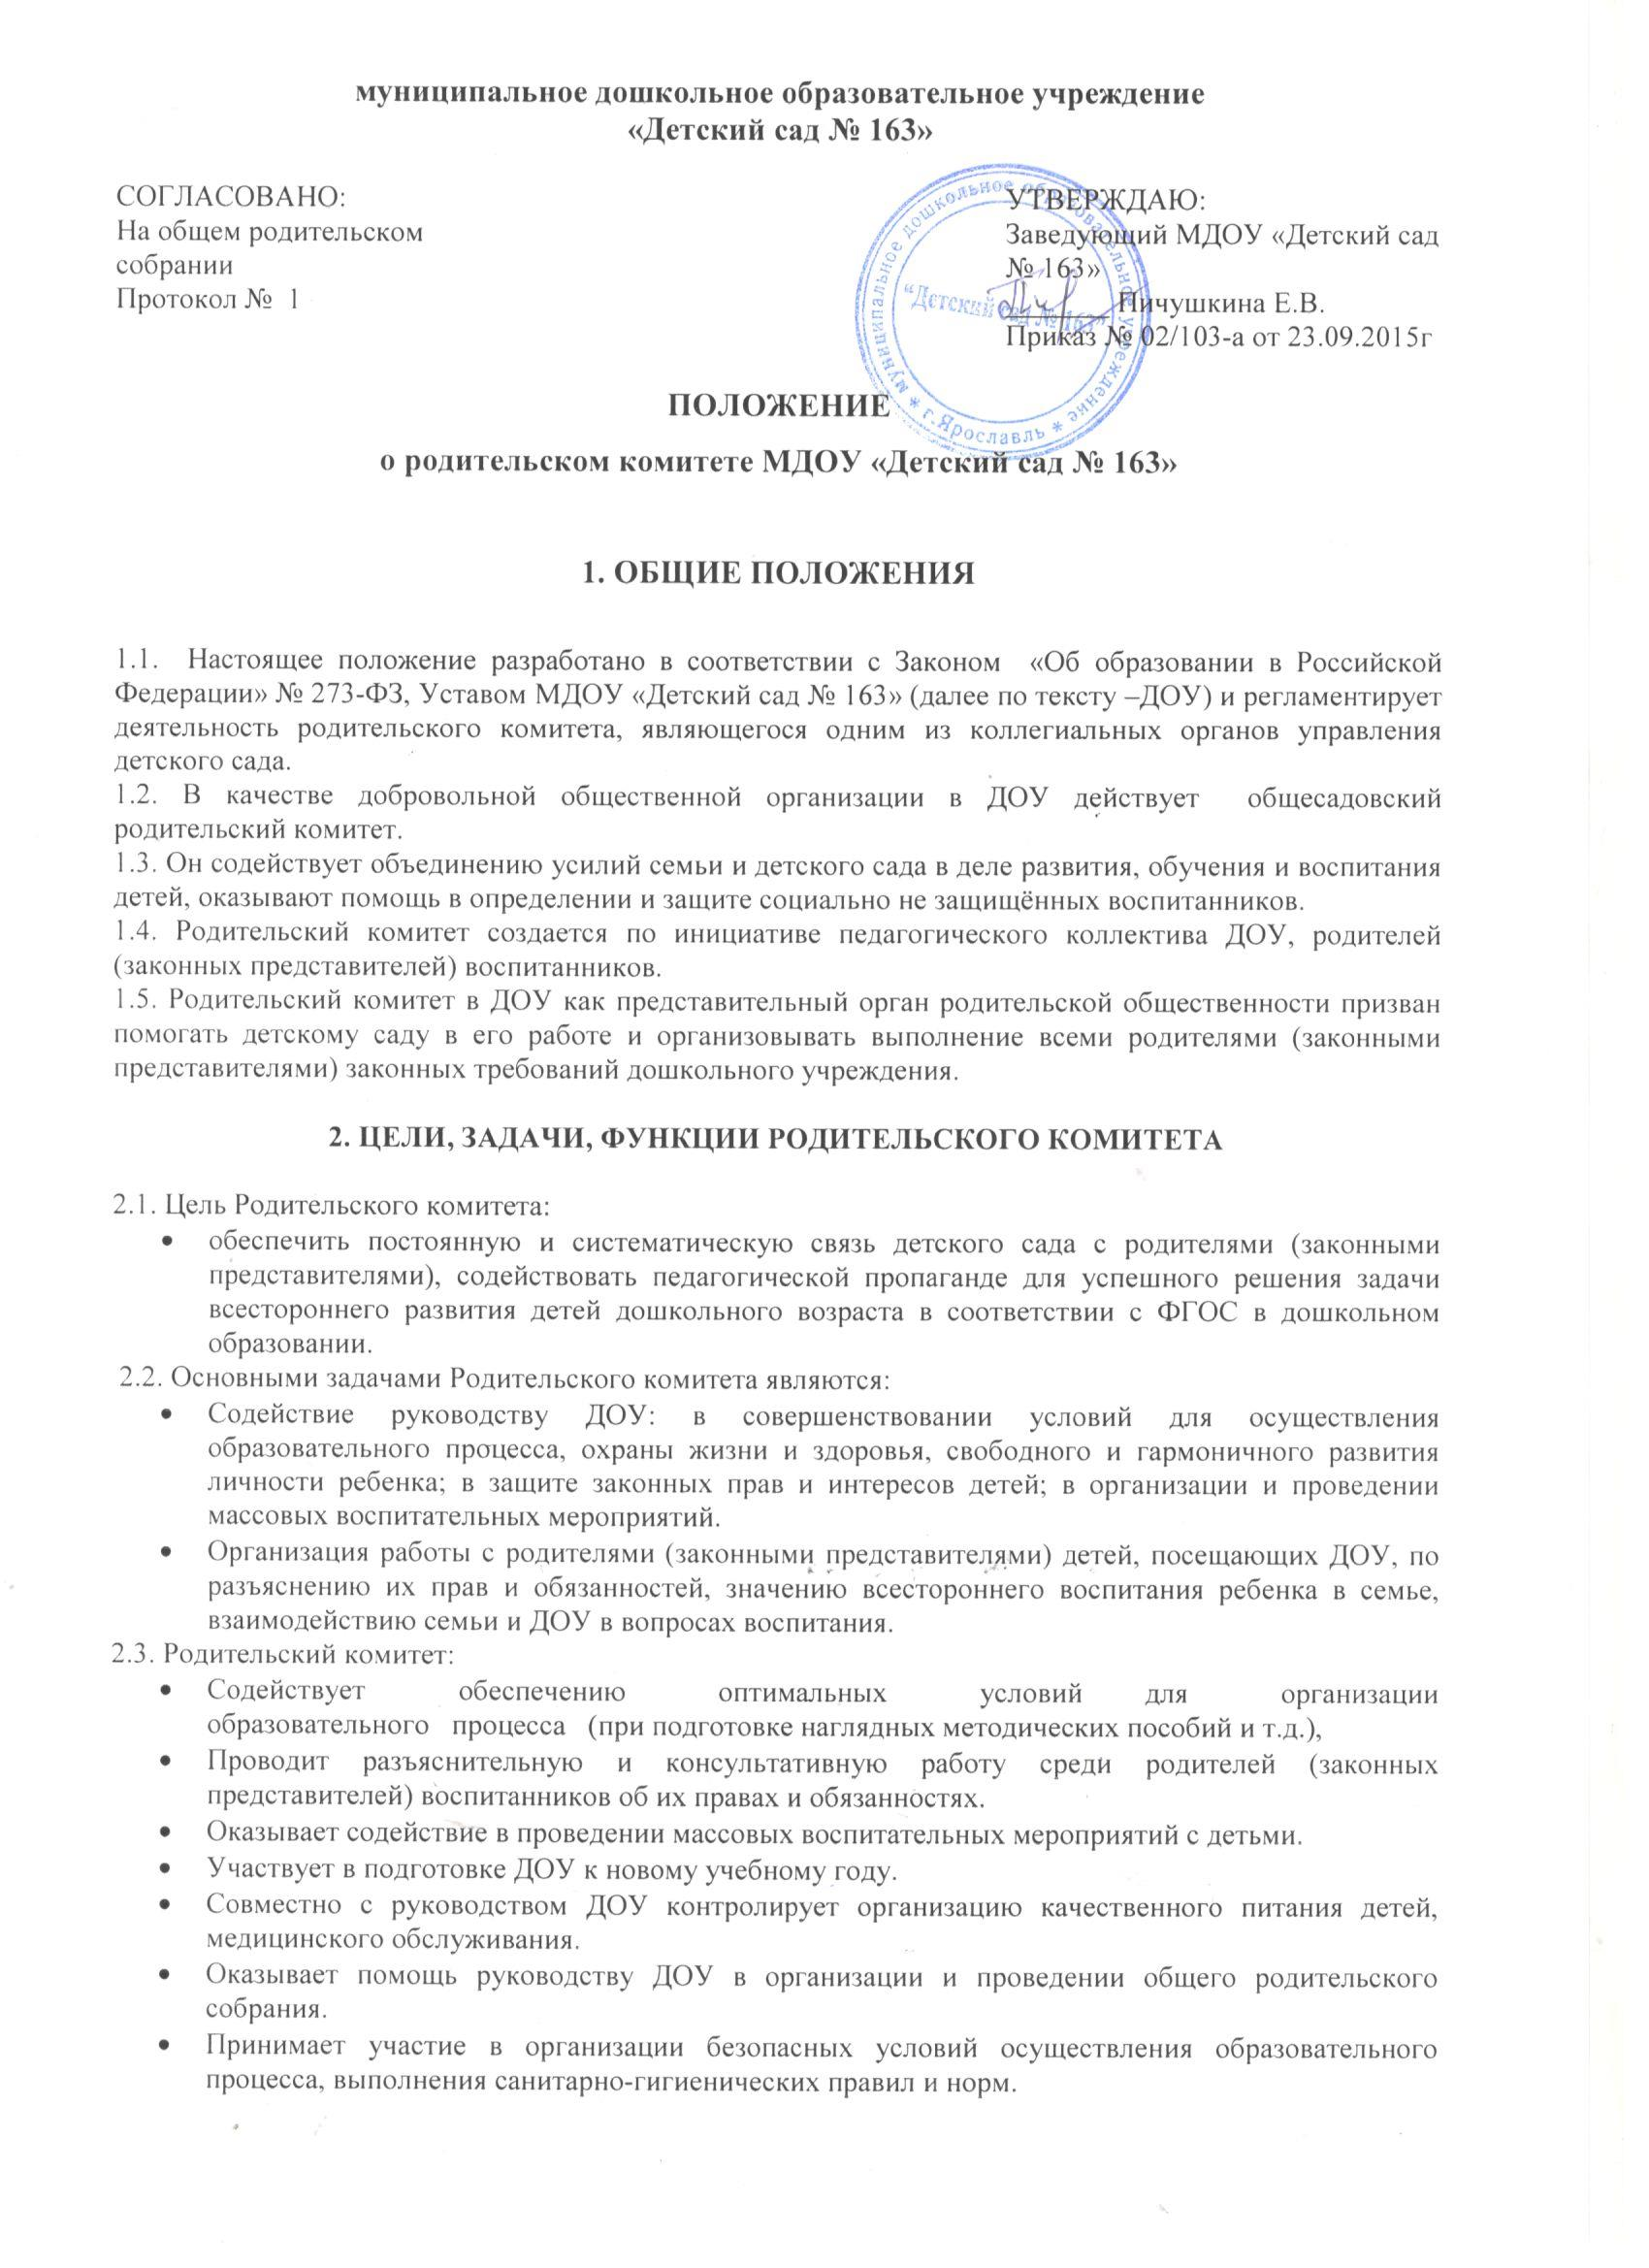 муниципальное дошкольное образовательное учреждение
«Детский сад № 163»
СОГЛАСОВАНО:
На общем родительском
собрании
Протокол №  1
УТВЕРЖДАЮ:
Заведующий МДОУ «Детский сад
№ 163»
________ Пичушкина Е.В.
Приказ № 02/103-а от 23.09.2015г
муниципальное дошкольное образовательное учреждение * г.Ярославль *
“Детский сад № 163”
ПОЛОЖЕНИЕ
о родительском комитете МДОУ «Детский сад № 163»
1. ОБЩИЕ ПОЛОЖЕНИЯ
1.1. Настоящее положение разработано в соответствии с Законом «Об образовании в Российской
Федерации» № 273-ФЗ, Уставом МДОУ «Детский сад № 163» (далее по тексту –ДОУ) и регламентирует
деятельность родительского комитета, являющегося одним из коллегиальных органов управления
детского сада.
1.2. В качестве добровольной общественной организации в ДОУ действует общесадовский
родительский комитет.
1.3. Он содействует объединению усилий семьи и детского сада в деле развития, обучения и воспитания
детей, оказывают помощь в определении и защите социально не защищённых воспитанников.
1.4. Родительский комитет создается по инициативе педагогического коллектива ДОУ, родителей
(законных представителей) воспитанников.
1.5. Родительский комитет в ДОУ как представительный орган родительской общественности призван
помогать детскому саду в его работе и организовывать выполнение всеми родителями (законными
представителями) законных требований дошкольного учреждения.
2. ЦЕЛИ, ЗАДАЧИ, ФУНКЦИИ РОДИТЕЛЬСКОГО КОМИТЕТА
2.1. Цель Родительского комитета:
• обеспечить постоянную и систематическую связь детского сада с родителями (законными
представителями), содействовать педагогической пропаганде для успешного решения задачи
всестороннего развития детей дошкольного возраста в соответствии с ФГОС в дошкольном
образовании.
2.2. Основными задачами Родительского комитета являются:
• Содействие руководству ДОУ: в совершенствовании условий для осуществления
образовательного процесса, охраны жизни и здоровья, свободного и гармоничного развития
личности ребенка; в защите законных прав и интересов детей; в организации и проведении
массовых воспитательных мероприятий.
• Организация работы с родителями (законными представителями) детей, посещающих ДОУ, по
разъяснению их прав и обязанностей, значению всестороннего воспитания ребенка в семье,
взаимодействию семьи и ДОУ в вопросах воспитания.
2.3. Родительский комитет:
• Содействует обеспечению оптимальных условий для организации
образовательного процесса (при подготовке наглядных методических пособий и т.д.),
• Проводит разъяснительную и консультативную работу среди родителей (законных
представителей) воспитанников об их правах и обязанностях.
• Оказывает содействие в проведении массовых воспитательных мероприятий с детьми.
• Участвует в подготовке ДОУ к новому учебному году.
• Совместно с руководством ДОУ контролирует организацию качественного питания детей,
медицинского обслуживания.
• Оказывает помощь руководству ДОУ в организации и проведении общего родительского
собрания.
• Принимает участие в организации безопасных условий осуществления образовательного
процесса, выполнения санитарно-гигиенических правил и норм.